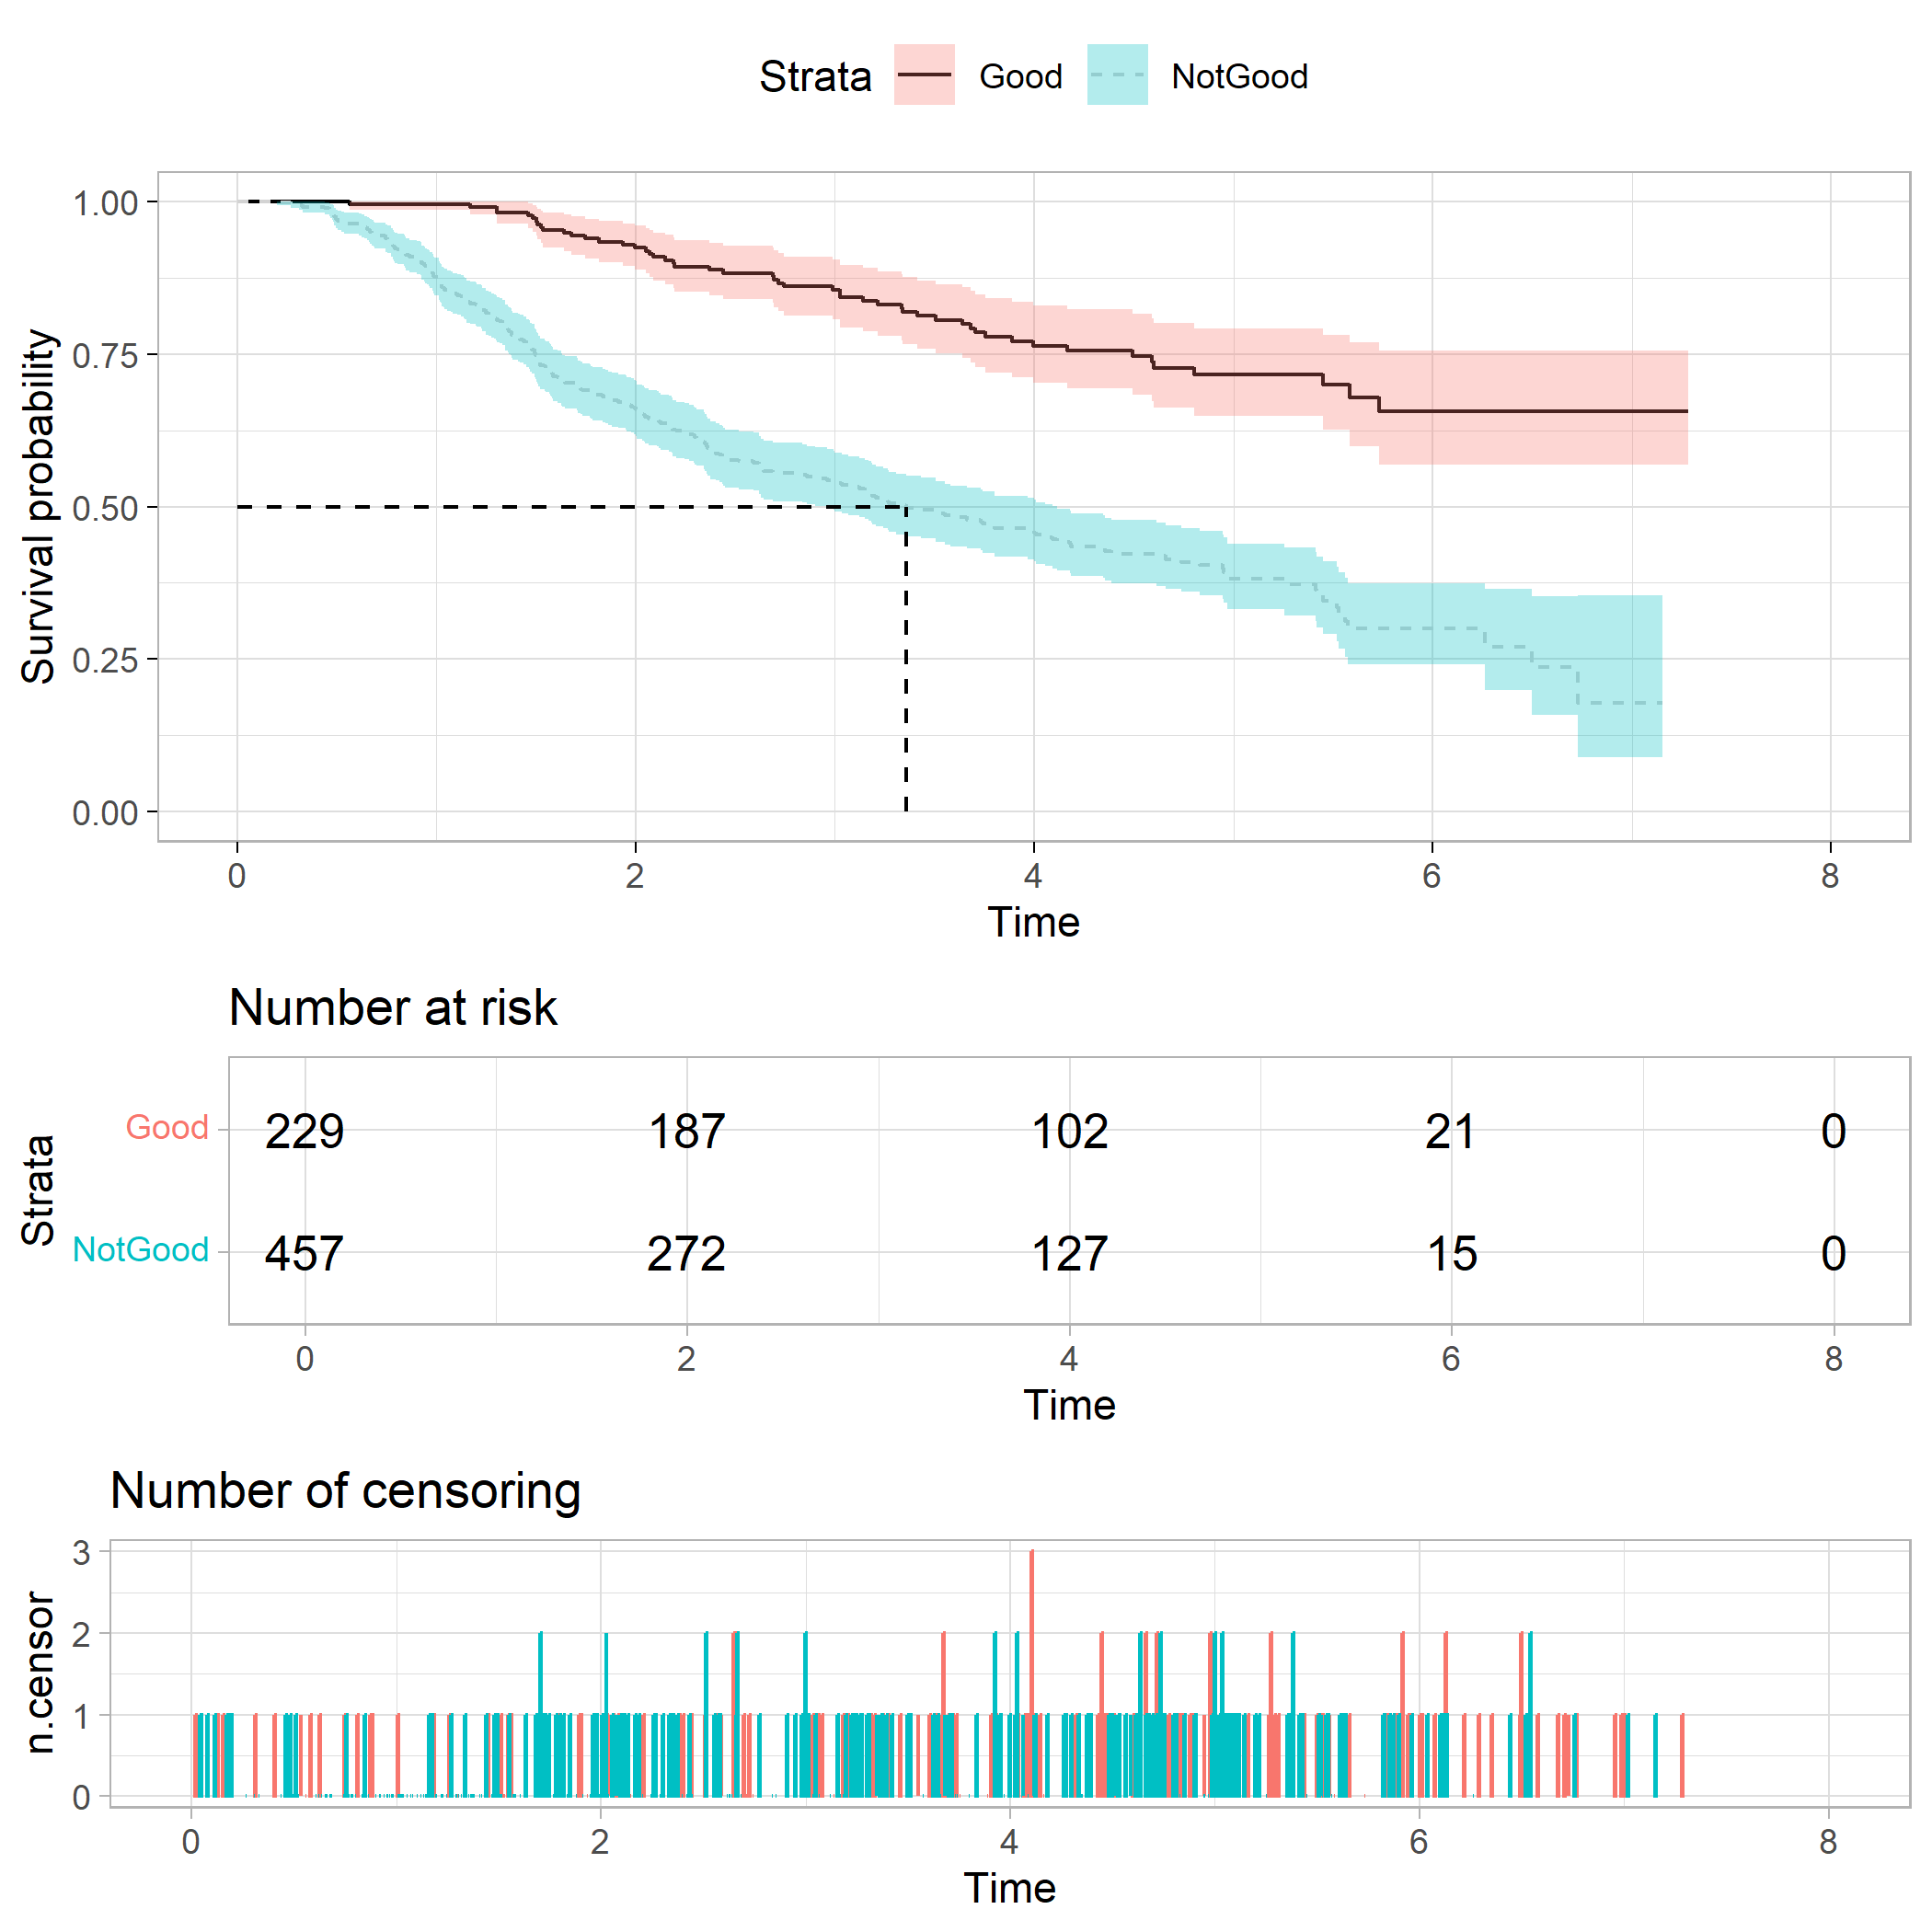 Strata Good NotGood
1.00
0.75
0.50
0.25
0.00
Survival probability
0 2 4 6 8
Time
Number at risk
Good 229 187 102 21 0
NotGood 457 272 127 15 0
Strata
0 2 4 6 8
Time
Number of censoring
3
2
1
0
n.censor
0 2 4 6 8
Time